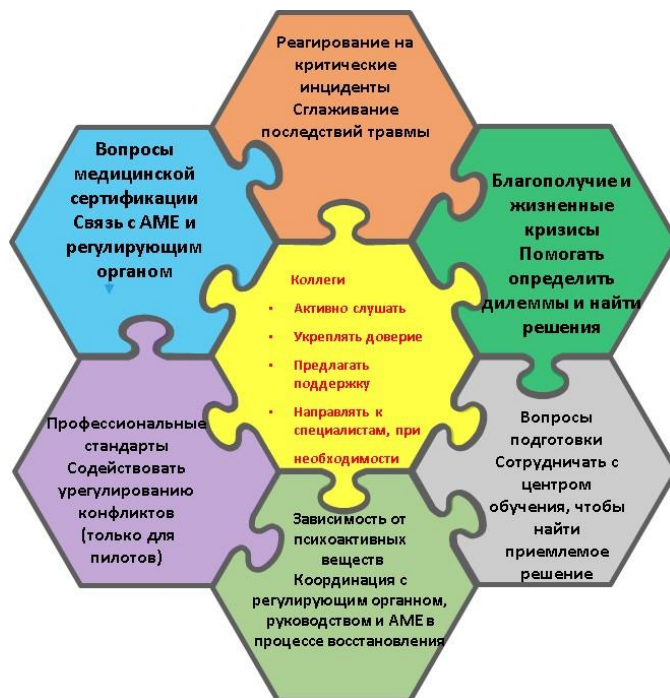 Реагирование на
критические
инциденты
Сглаживание
последствий травмы
Вопросы
медицинской
сертификации
Связь с АМЕ и
регулирующим
органом
Благополучие и
жизненные
кризисы
Помогать
определить
дилеммы и найти
решения
Коллеги
• Активно слушать
• Укреплять доверие
• Предлагать
поддержку
• Направлять к
специалистам, при
необходимости
Профессиональные
стандарты
Содействовать
урегулированию
конфликтов
(только для
пилотов)
Вопросы
подготовки
Сотрудничать с
центром
обучения, чтобы
найти
приемлемое
решение
Зависимость от
психоактивных
веществ
Координация с
регулирующим органном,
руководством и АМЕ в
процессе восстановления